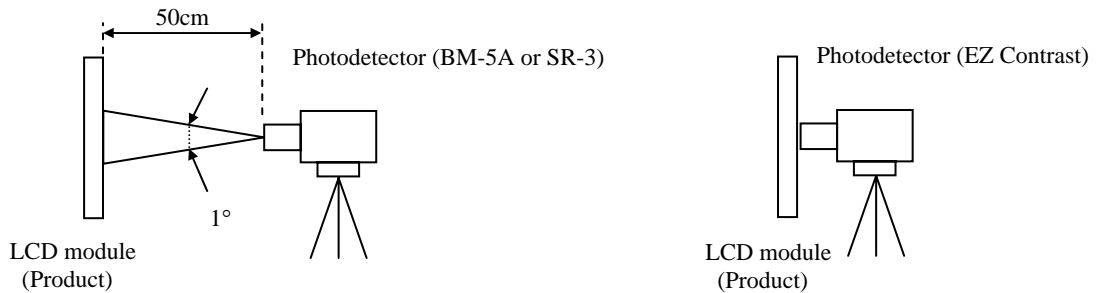 50cm
Photodetector (BM-5A or SR-3)
1°
LCD module
(Product)
Photodetector (EZ Contrast)
LCD module
(Product)